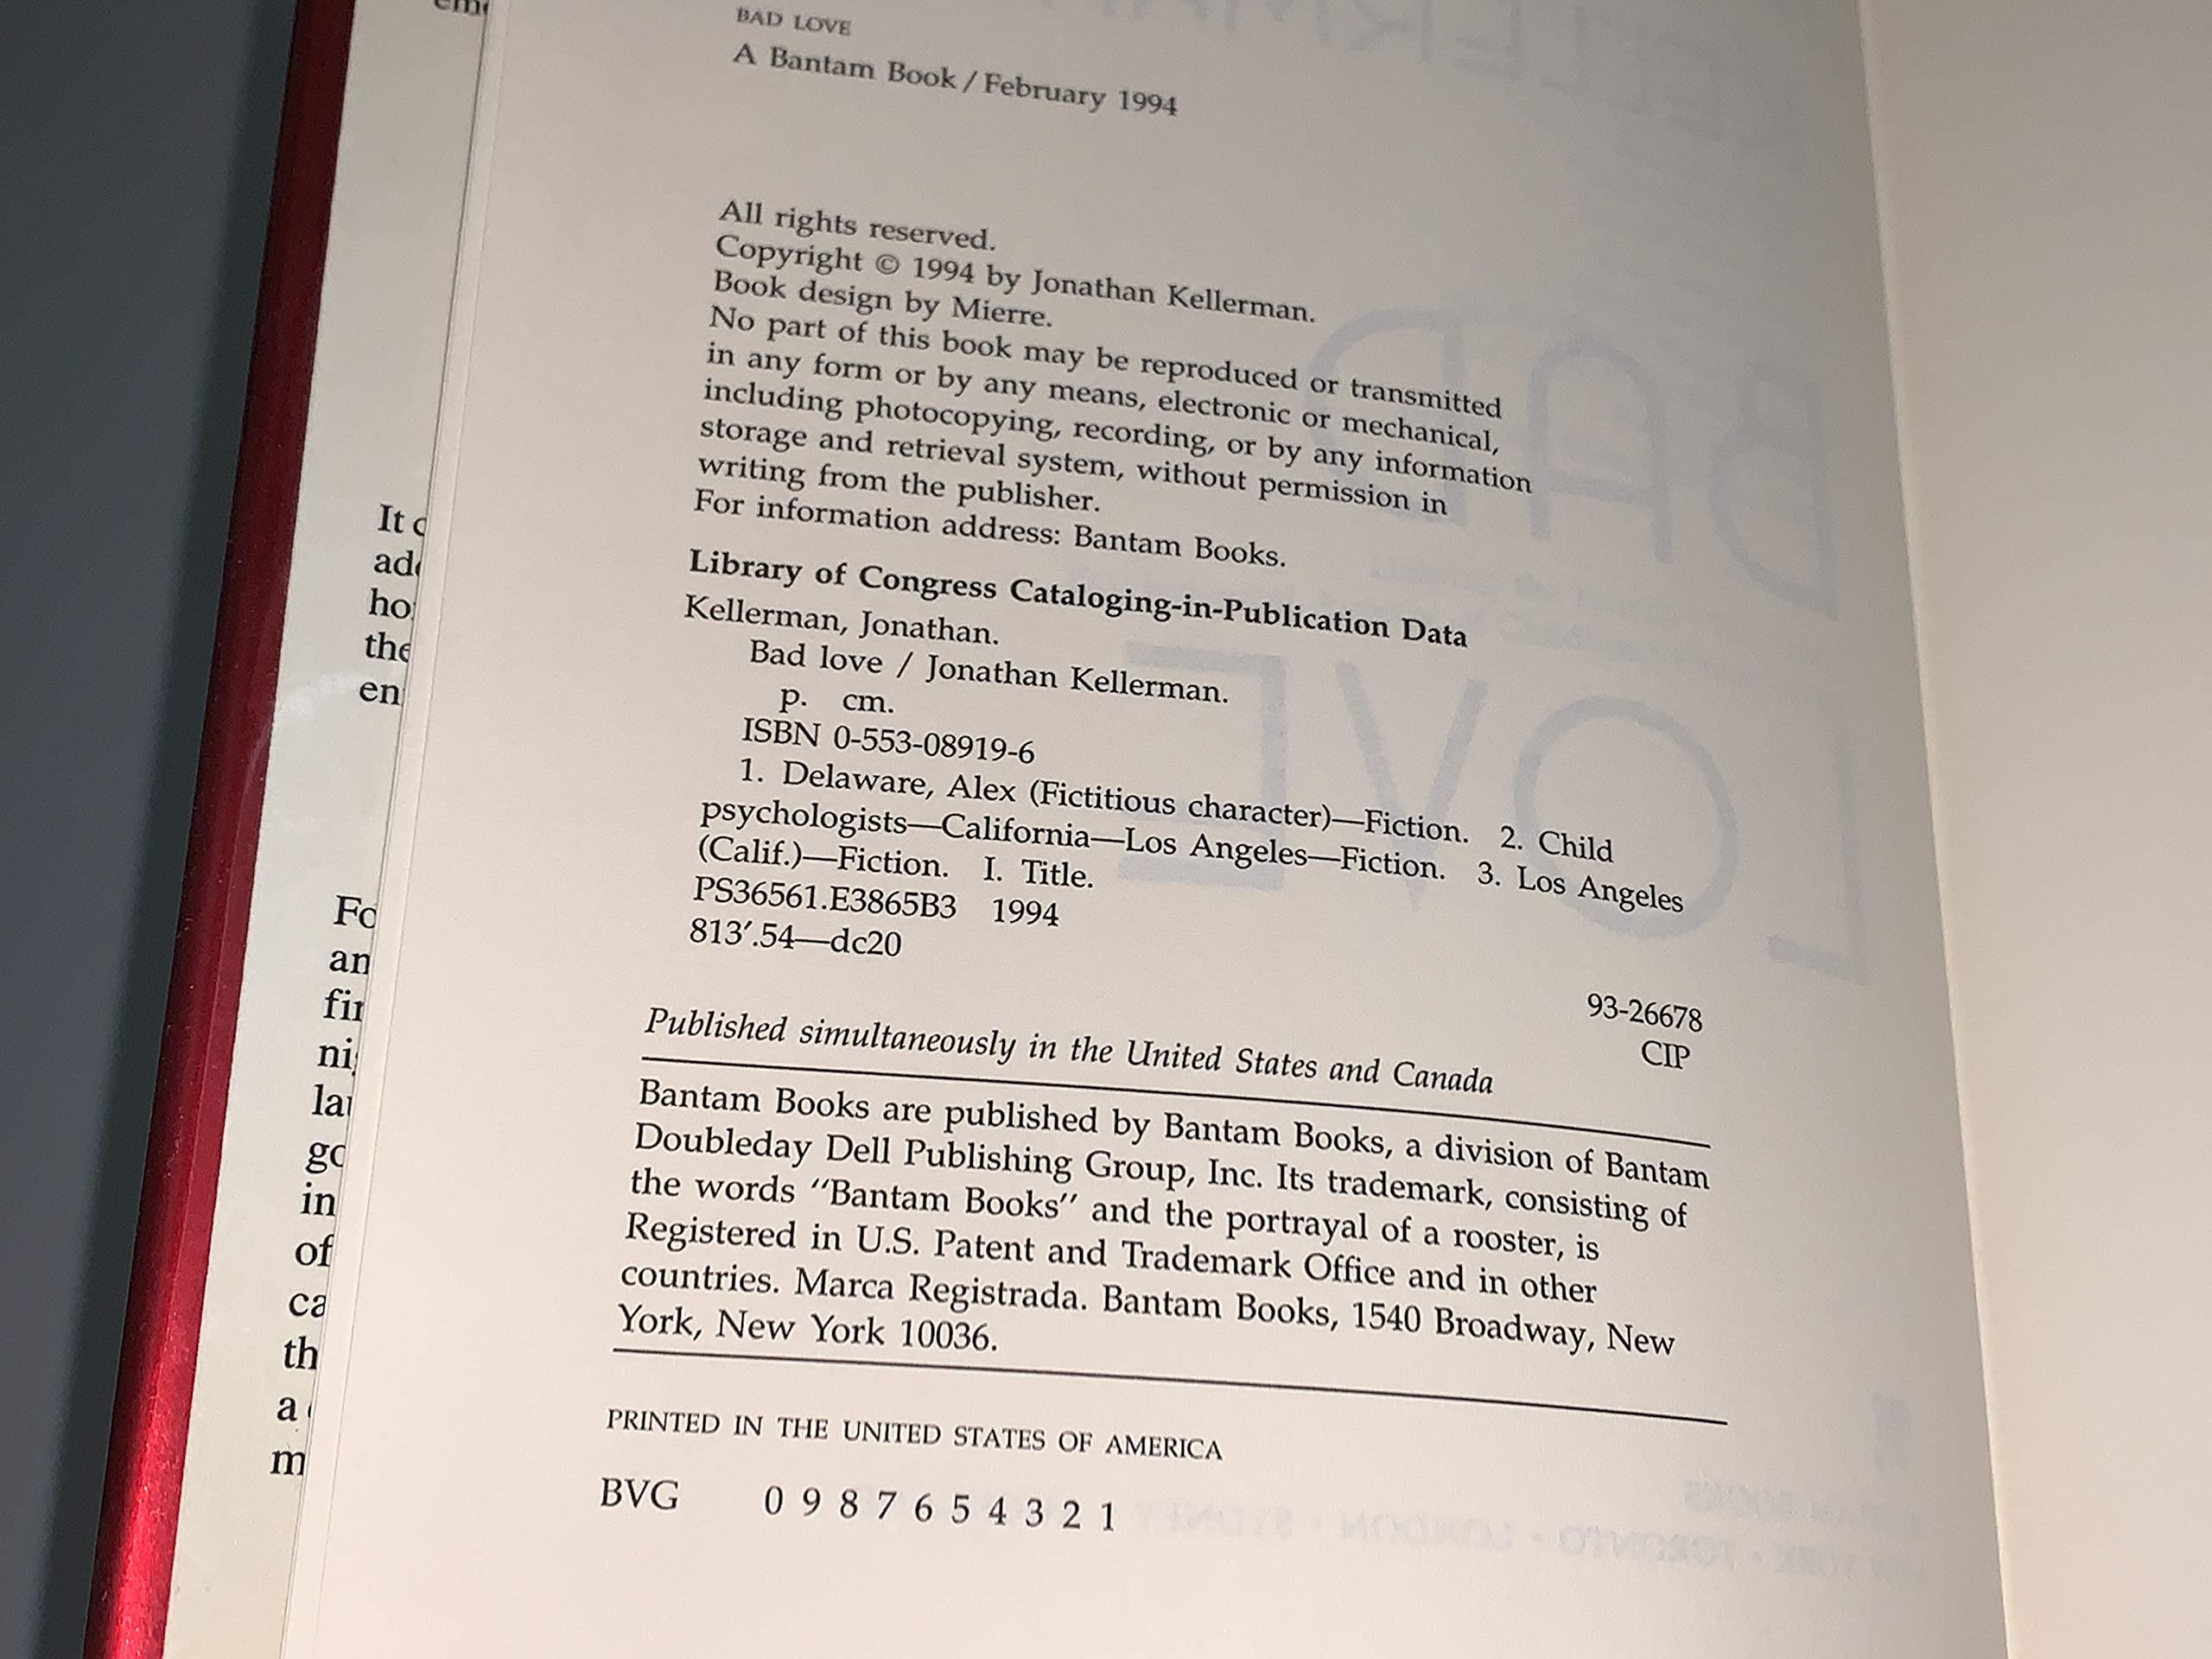 BAD LOVE
A Bantam Book / February 1994
All rights reserved.
Copyright © 1994 by Jonathan Kellerman.
Book design by Mierre.
No part of this book may be reproduced or transmitted
in any form or by any means, electronic or mechanical,
including photocopying, recording, or by any information
storage and retrieval system, without permission in
writing from the publisher.
For information address: Bantam Books.
Library of Congress Cataloging-in-Publication Data
Kellerman, Jonathan.
Bad love / Jonathan Kellerman.
p. cm.
ISBN 0-553-08919-6
1. Delaware, Alex (Fictitious character)—Fiction. 2. Child
psychologists—California—Los Angeles—Fiction. 3. Los Angeles
(Calif.)—Fiction. I. Title.
PS36561.E3865B3 1994
813′.54—dc20
93-26678
CIP
Published simultaneously in the United States and Canada
Bantam Books are published by Bantam Books, a division of Bantam
Doubleday Dell Publishing Group, Inc. Its trademark, consisting of
the words “Bantam Books” and the portrayal of a rooster, is
Registered in U.S. Patent and Trademark Office and in other
countries. Marca Registrada. Bantam Books, 1540 Broadway, New
York, New York 10036.
PRINTED IN THE UNITED STATES OF AMERICA
BVG 0 9 8 7 6 5 4 3 2 1